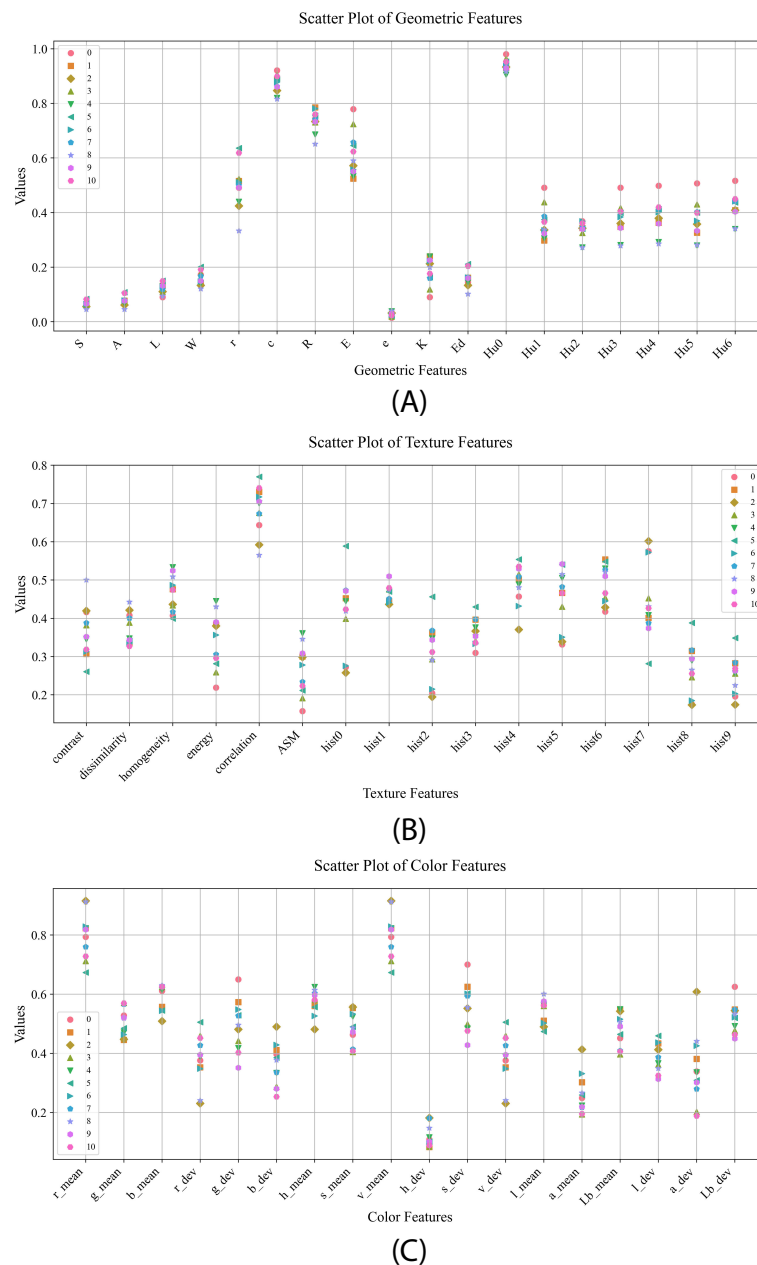 Scatter Plot of Geometric Features
1.0
0.8
0.6
0.4
0.2
0.0
Values
0
1
2
3
4
5
6
7
8
9
10
S
A
L
W
r
c
R
E
e
K
Ed
Hu0
Hu1
Hu2
Hu3
Hu4
Hu5
Hu6
Geometric Features
(A)
Scatter Plot of Texture Features
0.8
0.7
0.6
0.5
0.4
0.3
0.2
Values
0
1
2
3
4
5
6
7
8
9
10
contrast
dissimilarity
homogeneity
energy
correlation
ASM
hist0
hist1
hist2
hist3
hist4
hist5
hist6
hist7
hist8
hist9
Texture Features
(B)
Scatter Plot of Color Features
0.8
0.6
0.4
0.2
Values
0
1
2
3
4
5
6
7
8
9
10
r_mean
g_mean
b_mean
r_dev
g_dev
b_dev
h_mean
s_mean
v_mean
h_dev
s_dev
v_dev
l_mean
a_mean
Lb_mean
l_dev
a_dev
Lb_dev
Color Features
(C)